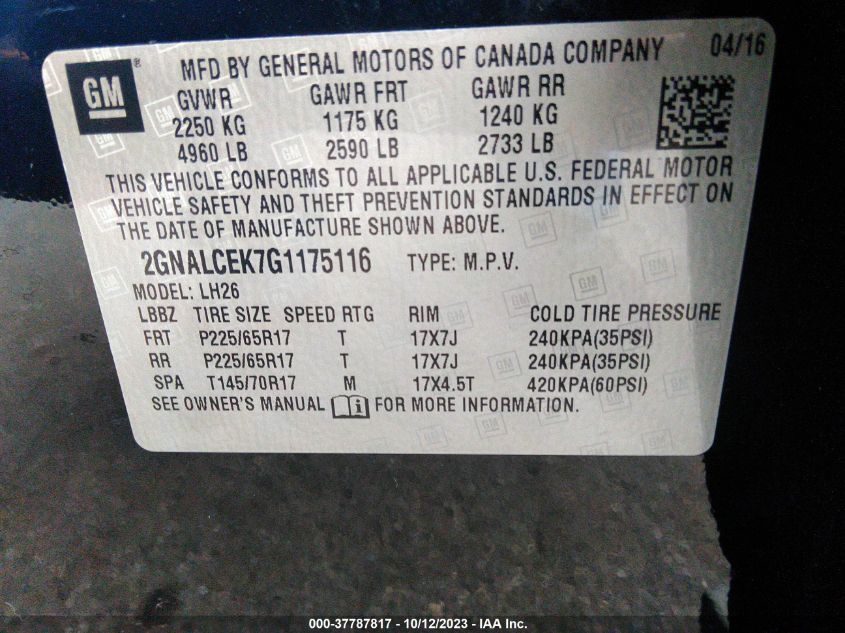 GM ® MFD BY GENERAL MOTORS OF CANADA COMPANY 04/16
GVWR GAWR FRT GAWR RR
2250 KG 1175 KG 1240 KG
4960 LB 2590 LB 2733 LB
THIS VEHICLE CONFORMS TO ALL APPLICABLE U.S. FEDERAL MOTOR
VEHICLE SAFETY AND THEFT PREVENTION STANDARDS IN EFFECT ON
THE DATE OF MANUFACTURE SHOWN ABOVE.
2GNALCEK7G1175116 TYPE: M.P.V.
MODEL: LH26
LBBZ TIRE SIZE SPEED RTG RIM COLD TIRE PRESSURE
FRT P225/65R17 T 17X7J 240KPA(35PSI)
RR P225/65R17 T 17X7J 240KPA(35PSI)
SPA T145/70R17 M 17X4.5T 420KPA(60PSI)
SEE OWNER'S MANUAL i FOR MORE INFORMATION.
000-37787817 - 10/12/2023 - IAA Inc.